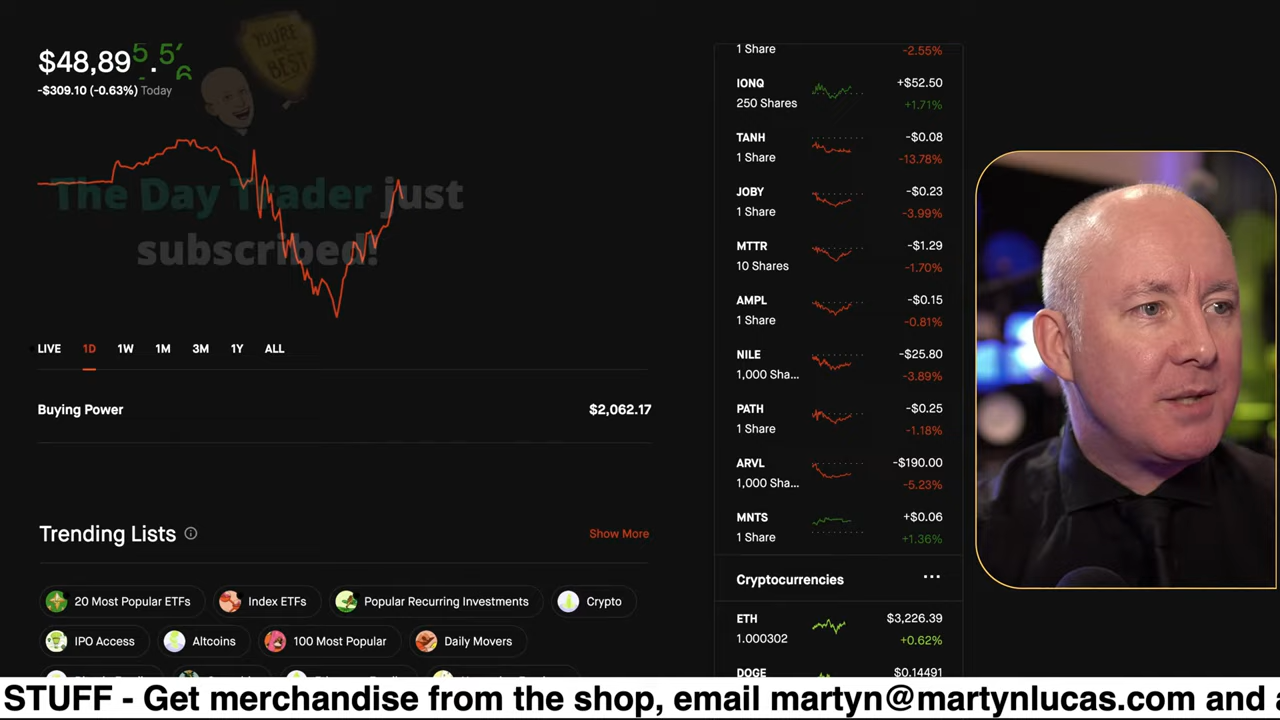 YOU'RE
THE
BEST
$48,89
-$309.10 (-0.63%) Today
The Day Trader just
subscribed!
LIVE 1D 1W 1M 3M 1Y ALL
Buying Power $2,062.17
Trending Lists Show More
20 Most Popular ETFs Index ETFs Popular Recurring Investments Crypto
IPO Access Altcoins 100 Most Popular Daily Movers
1 Share -2.55%
IONQ +$52.50
250 Shares +1.71%
TANH -$0.08
1 Share -13.78%
JOBY -$0.23
1 Share -3.99%
MTTR -$1.29
10 Shares -1.70%
AMPL -$0.15
1 Share -0.81%
NILE -$25.80
1,000 Sha... -3.89%
PATH -$0.25
1 Share -1.18%
ARVL -$190.00
1,000 Sha... -5.23%
MNTS +$0.06
1 Share +1.36%
Cryptocurrencies
ETH $3,226.39
1.000302 +0.62%
DOGE $0.14491
STUFF - Get merchandise from the shop, email martyn@martynlucas.com and